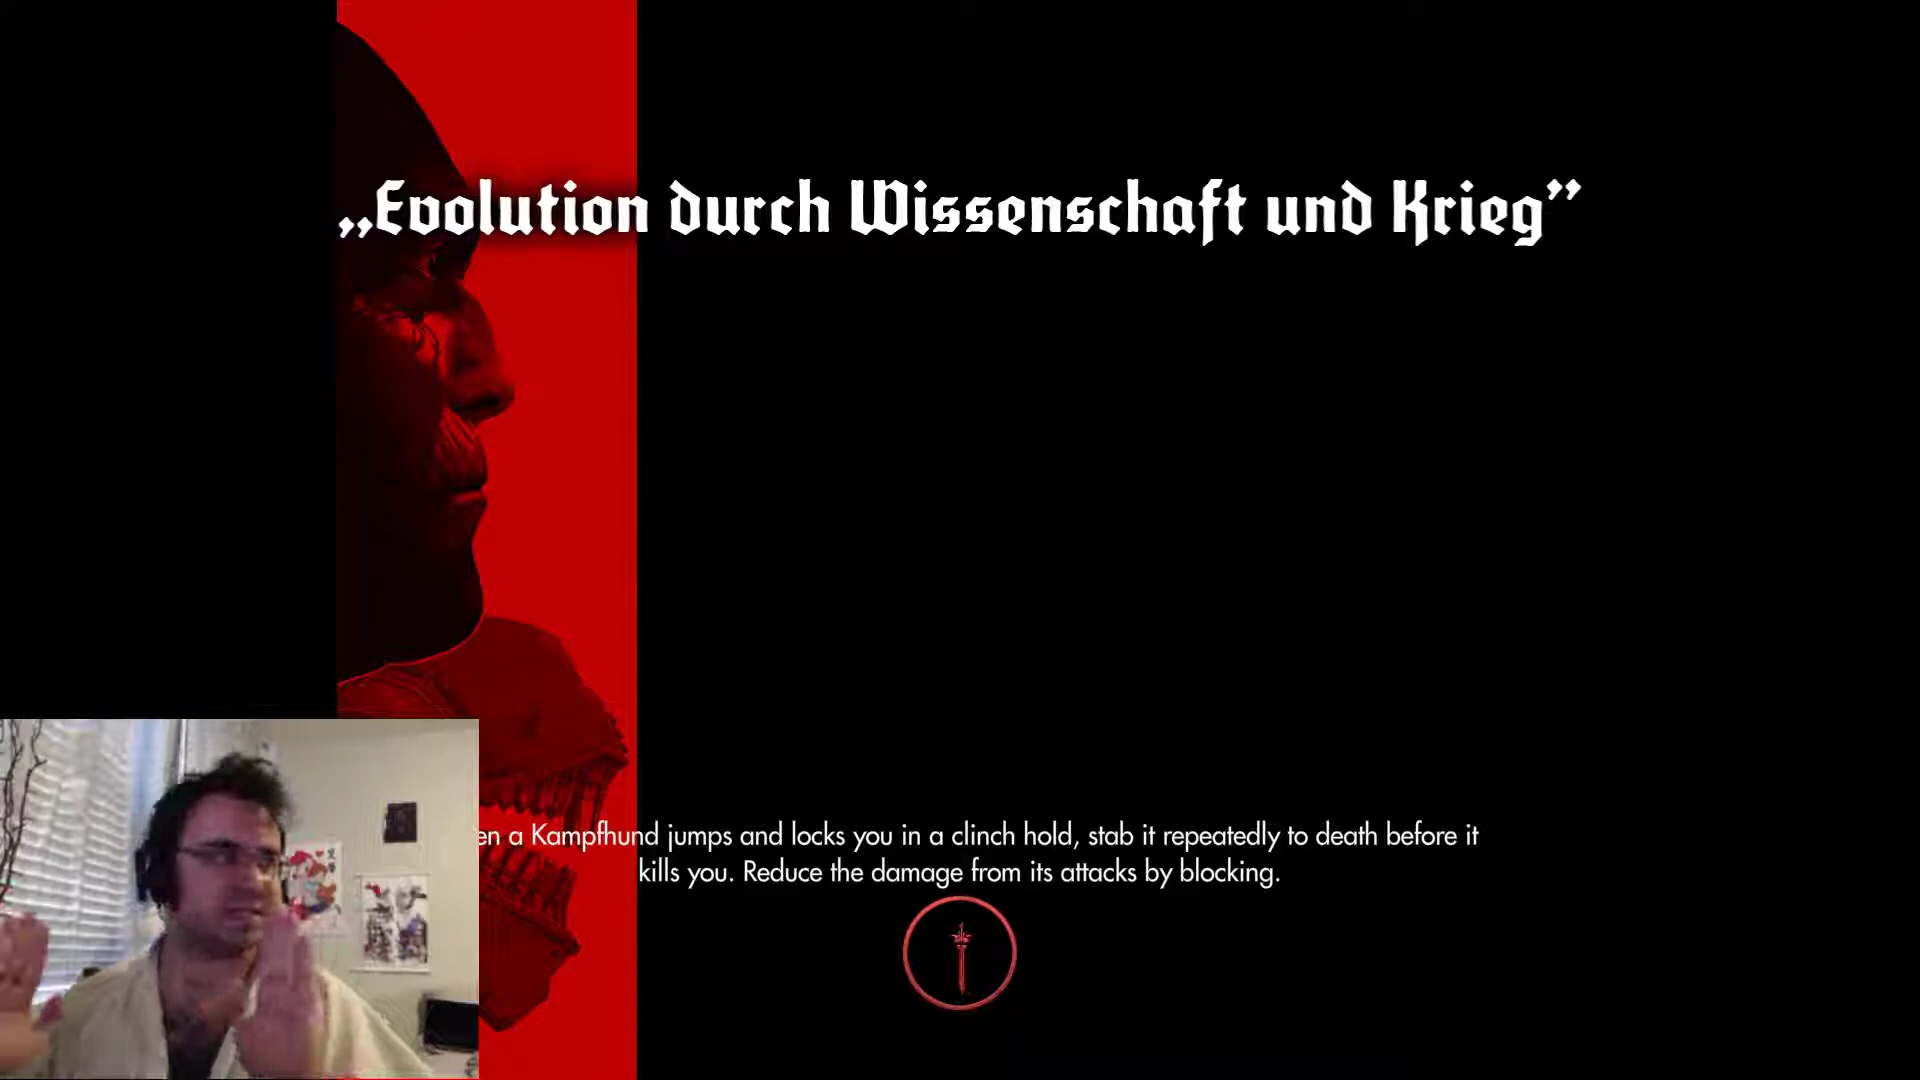 „Evolution durch Wissenschaft und Krieg”
en a Kampfhund jumps and locks you in a clinch hold, stab it repeatedly to death before it
kills you. Reduce the damage from its attacks by blocking.